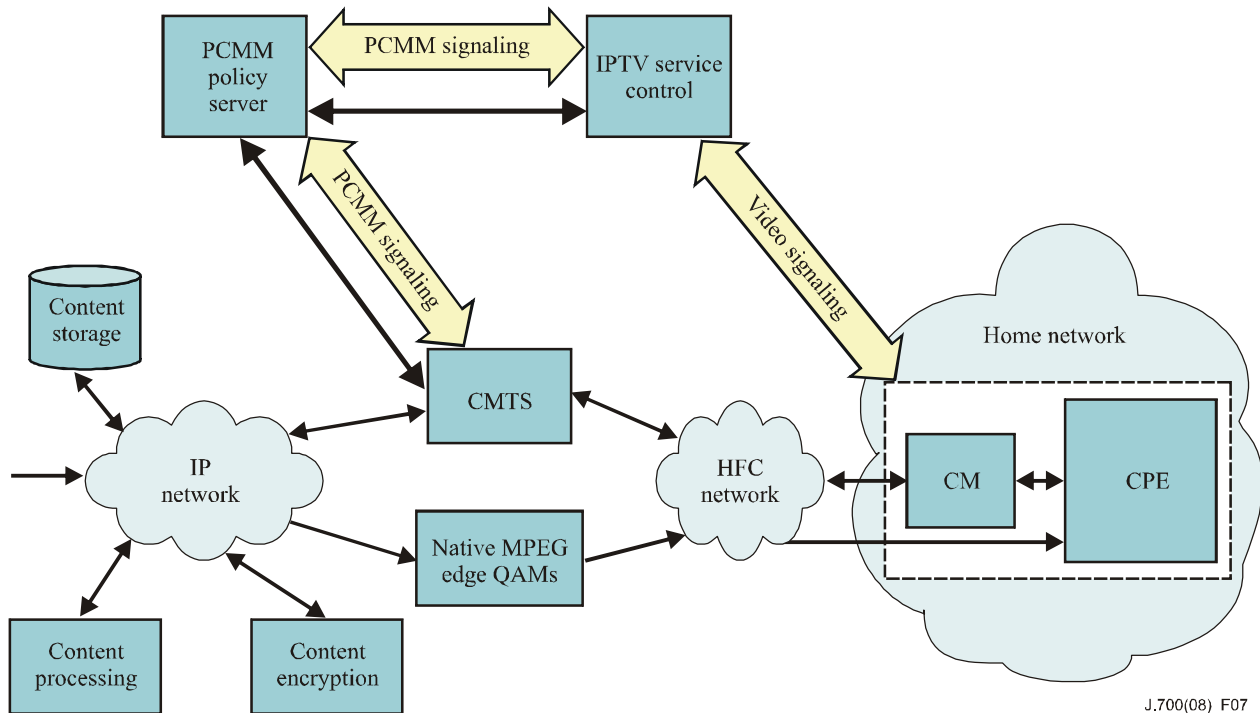 PCMM
policy
server
PCMM signaling
IPTV service
control
PCMM signaling
Video signaling
Content
storage
Home network
CMTS
IP
network
HFC
network
CM
CPE
Native MPEG
edge QAMs
Content
processing
Content
encryption
J.700(08)_F07